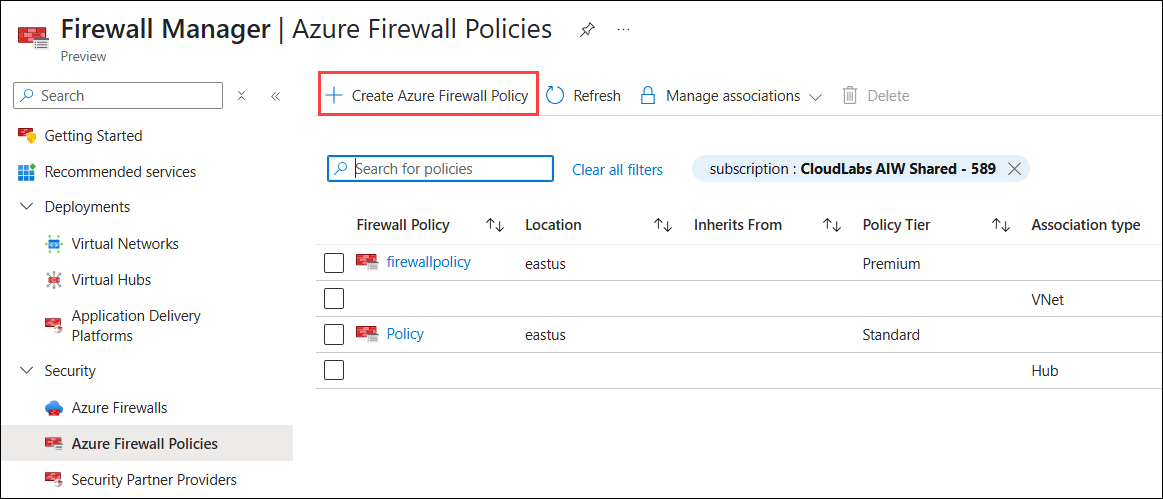 Firewall Manager | Azure Firewall Policies ...
Preview
Search
Getting Started
Recommended services
Deployments
Virtual Networks
Virtual Hubs
Application Delivery
Platforms
Security
Azure Firewalls
Azure Firewall Policies
Security Partner Providers
Create Azure Firewall Policy Refresh Manage associations Delete
Search for policies Clear all filters subscription : CloudLabs AIW Shared - 589
Firewall Policy Location Inherits From Policy Tier Association type
firewallpolicy eastus Premium
VNet
Policy eastus Standard
Hub